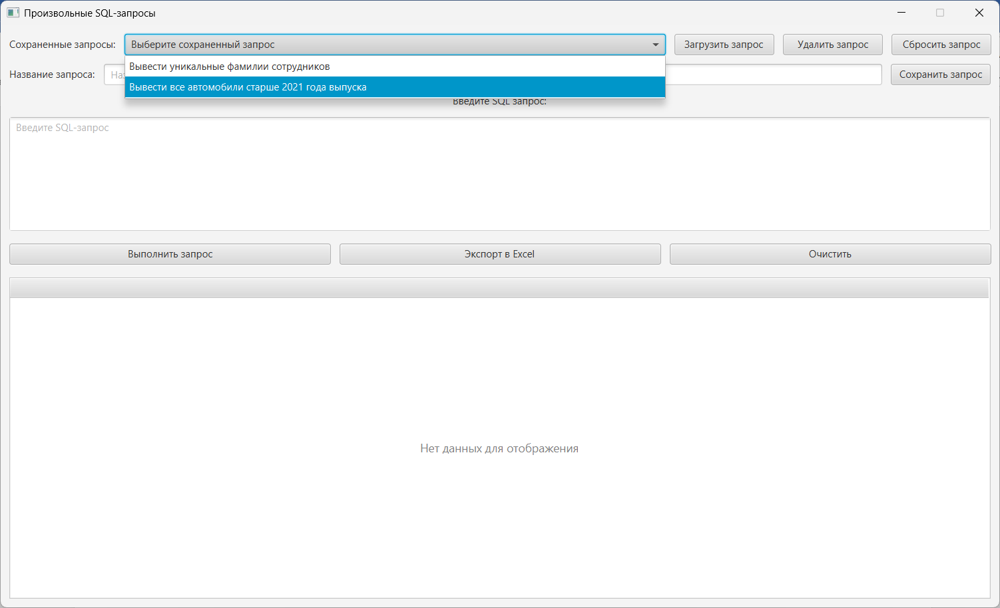 Произвольные SQL-запросы
Сохраненные запросы: Выберите сохраненный запрос Загрузить запрос Удалить запрос Сбросить запрос
Вывести уникальные фамилии сотрудников
Название запроса: На Сохранить запрос
Вывести все автомобили старше 2021 года выпуска
Введите SQL запрос:
Введите SQL-запрос
Выполнить запрос Экспорт в Excel Очистить
Нет данных для отображения